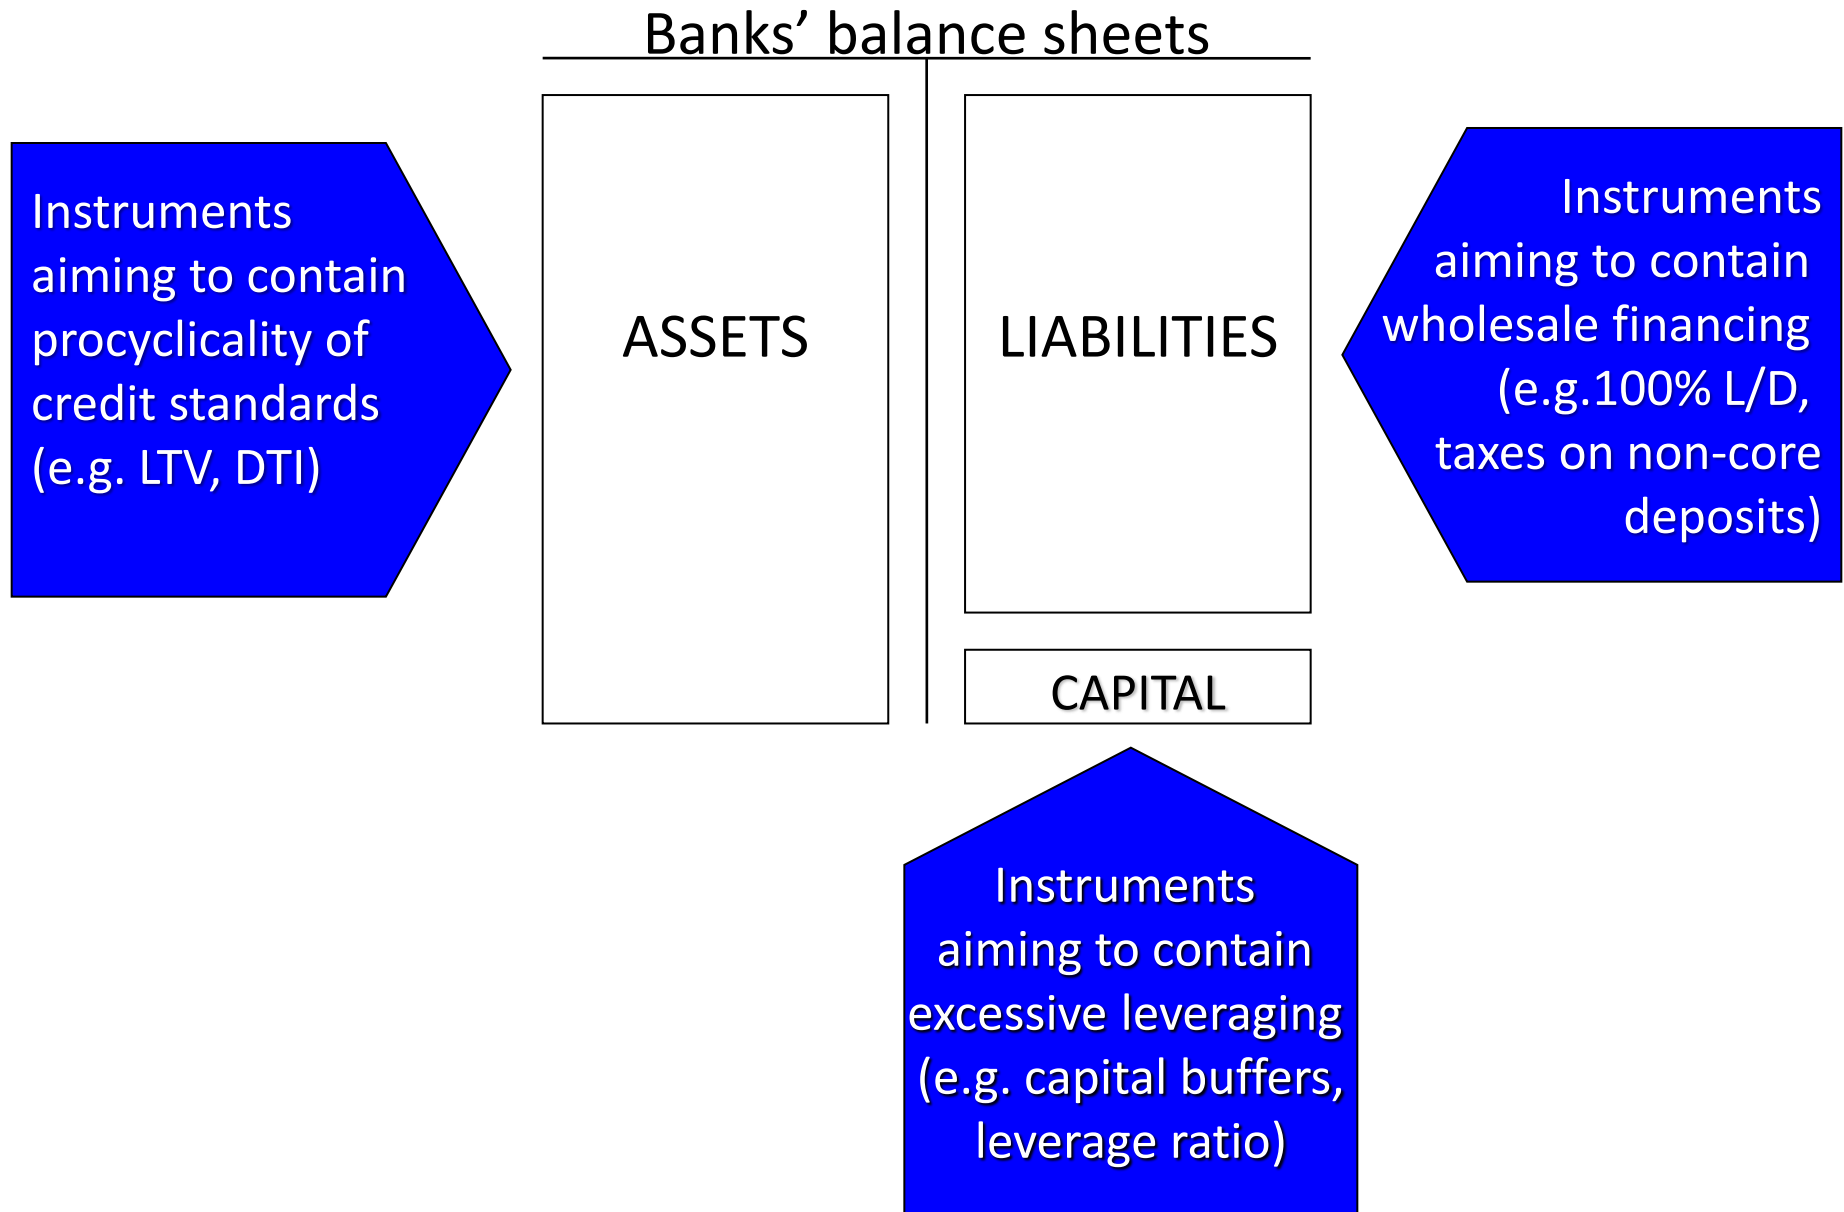 Banks’ balance sheets
Instruments
aiming to contain
procyclicality of
credit standards
(e.g. LTV, DTI)
ASSETS
LIABILITIES
Instruments
aiming to contain
wholesale financing
(e.g.100% L/D,
taxes on non-core
deposits)
CAPITAL
Instruments
aiming to contain
excessive leveraging
(e.g. capital buffers,
leverage ratio)